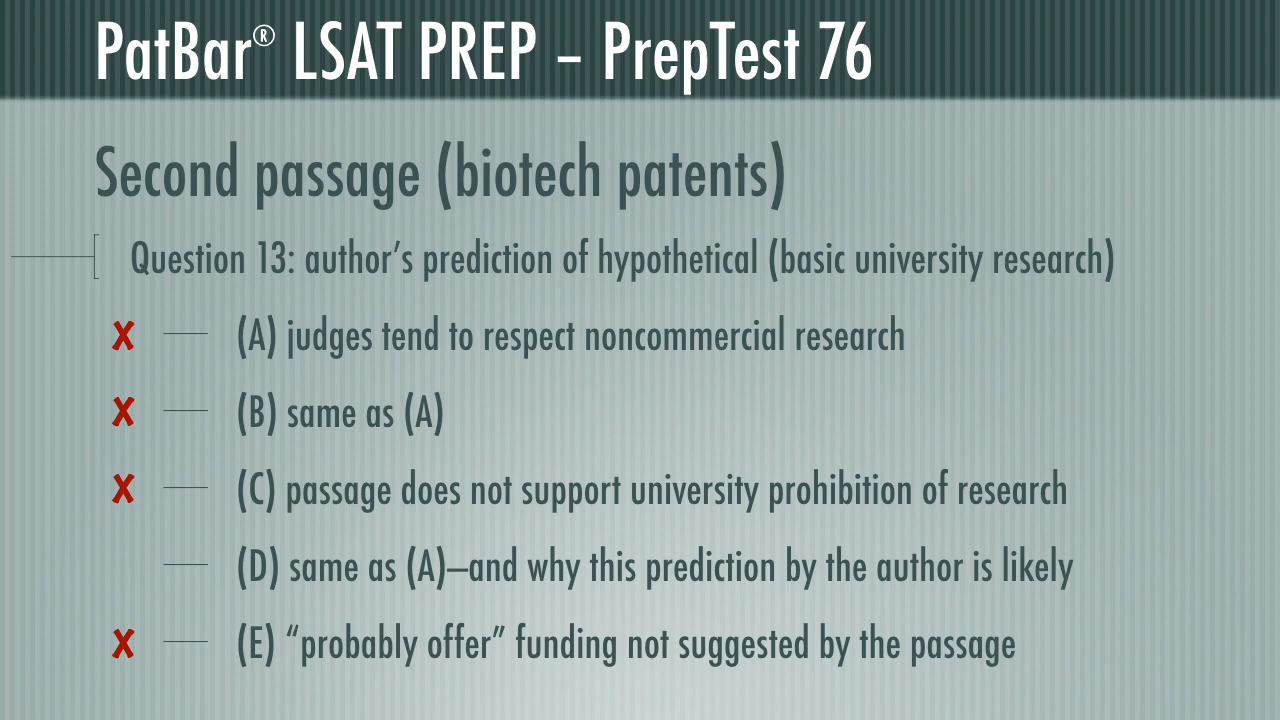 PatBar® LSAT PREP – PrepTest 76
Second passage (biotech patents)
Question 13: author’s prediction of hypothetical (basic university research)
✘ (A) judges tend to respect noncommercial research
✘ (B) same as (A)
✘ (C) passage does not support university prohibition of research
(D) same as (A)—and why this prediction by the author is likely
✘ (E) “probably offer” funding not suggested by the passage